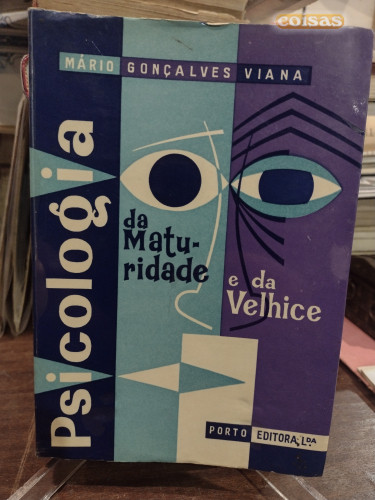 coisas
MÁRIO GONÇALVES VIANA
Psicologia
da
Matu-
ridade
e da
Velhice
PORTO EDITORA, L.DA